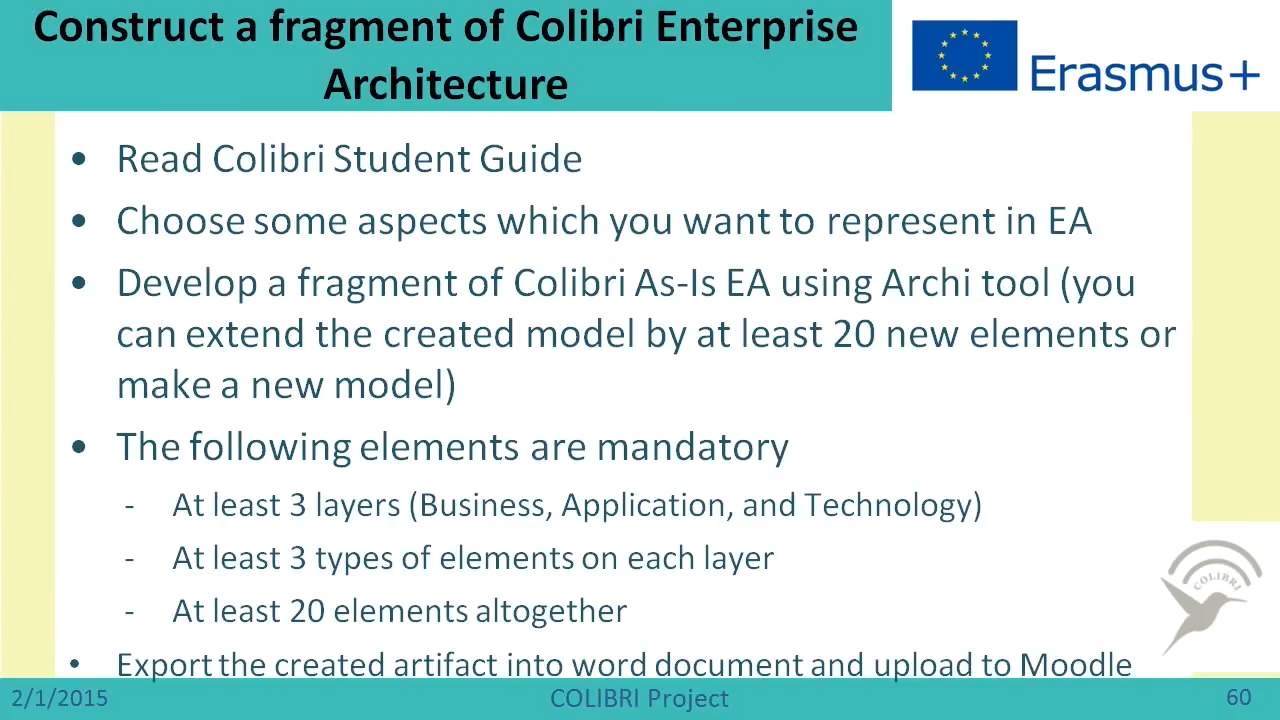 Construct a fragment of Colibri Enterprise
Architecture
Erasmus+
• Read Colibri Student Guide
• Choose some aspects which you want to represent in EA
• Develop a fragment of Colibri As-Is EA using Archi tool (you
can extend the created model by at least 20 new elements or
make a new model)
• The following elements are mandatory
- At least 3 layers (Business, Application, and Technology)
- At least 3 types of elements on each layer
- At least 20 elements altogether
COLIBRI
• Export the created artifact into word document and upload to Moodle
2/1/2015
COLIBRI Project
60